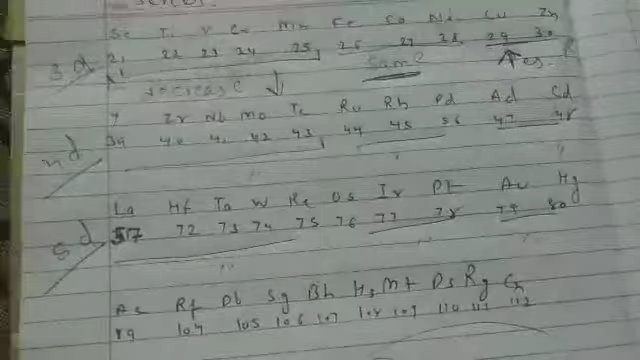 series.
Sc Ti V Cr Mn Fe Co Ni Cu Zn
3d 21 22 23 24 25 26 27 28 29 30
Same
Y Zr Nb Mo Tc Ru Rh Pd Ad Cd
nd 39 40 41 42 43 44 45 56 47 48
La Hf Ta W Re Os Ir Pt Au Hg
5d 57 72 73 74 75 76 77 78 79 80
Ac Rf Db Sg Bh Hs Mt Ds Rg Cn
89 104 105 106 107 108 109 110 111 112